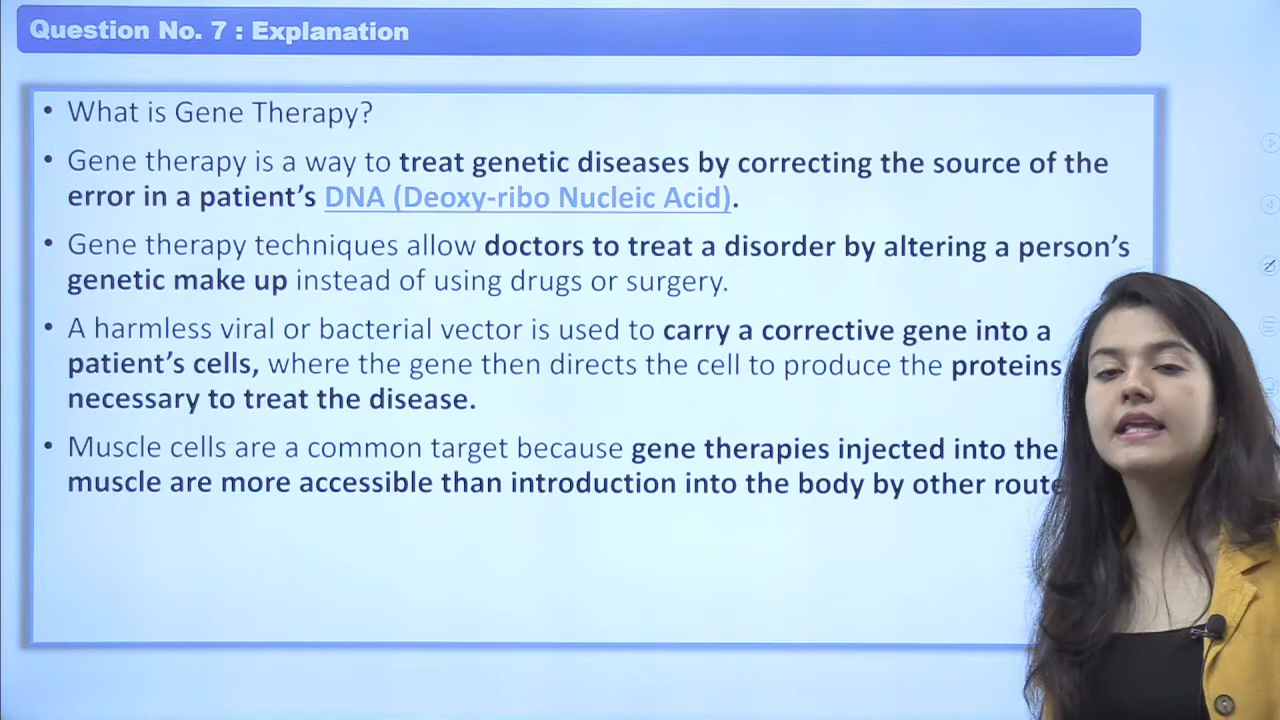 Question No. 7 : Explanation
• What is Gene Therapy?
• Gene therapy is a way to treat genetic diseases by correcting the source of the
error in a patient's DNA (Deoxy-ribo Nucleic Acid).
• Gene therapy techniques allow doctors to treat a disorder by altering a person's
genetic make up instead of using drugs or surgery.
• A harmless viral or bacterial vector is used to carry a corrective gene into a
patient's cells, where the gene then directs the cell to produce the proteins
necessary to treat the disease.
• Muscle cells are a common target because gene therapies injected into the
muscle are more accessible than introduction into the body by other